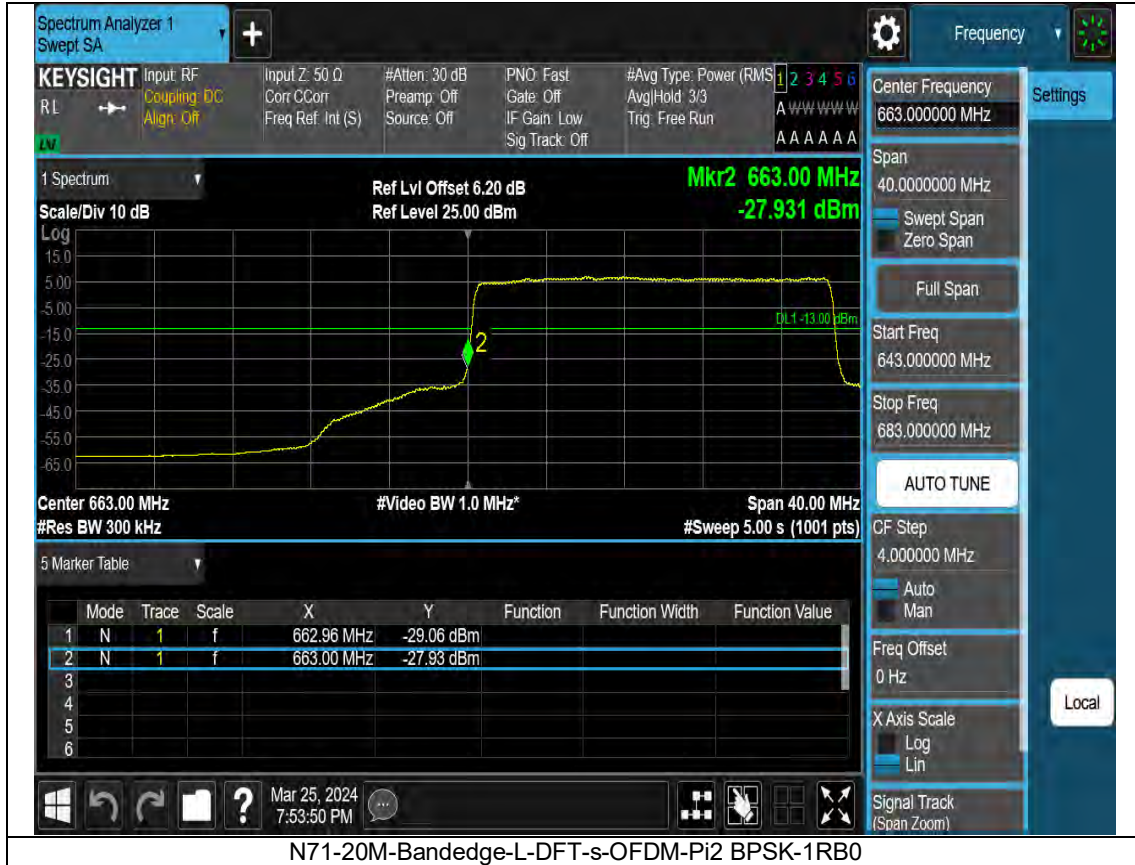 Spectrum Analyzer 1
Swept SA
+
Frequency
KEYSIGHT
RL
Input: RF
Coupling: DC
Align: Off
Input Z: 50 Ω
Corr CCorr
Freq Ref: Int (S)
#Atten: 30 dB
Preamp: Off
Source: Off
PNO: Fast
Gate: Off
IF Gain: Low
Sig Track: Off
#Avg Type: Power (RMS
Avg|Hold: 3/3
Trig: Free Run
1 2 3 4 5 6
A W W W W W
A A A A A A
Center Frequency
663.000000 MHz
Settings
Span
40.0000000 MHz
Swept Span
Zero Span
Full Span
Start Freq
643.000000 MHz
Stop Freq
683.000000 MHz
AUTO TUNE
CF Step
4.000000 MHz
Auto
Man
Freq Offset
0 Hz
X Axis Scale
Log
Lin
Signal Track
(Span Zoom)
Local
1 Spectrum
Scale/Div 10 dB
Ref Lvl Offset 6.20 dB
Ref Level 25.00 dBm
Mkr2 663.00 MHz
-27.931 dBm
Log
15.0
5.00
-5.00
-15.0
-25.0
-35.0
-45.0
-55.0
-65.0
DL1 -13.00 dBm
2
Center 663.00 MHz
#Res BW 300 kHz
#Video BW 1.0 MHz*
Span 40.00 MHz
#Sweep 5.00 s (1001 pts)
5 Marker Table
Mode Trace Scale X Y Function Function Width Function Value
1 N 1 f 662.96 MHz -29.06 dBm
2 N 1 f 663.00 MHz -27.93 dBm
3
4
5
6
?
Mar 25, 2024
7:53:50 PM
N71-20M-Bandedge-L-DFT-s-OFDM-Pi2 BPSK-1RB0